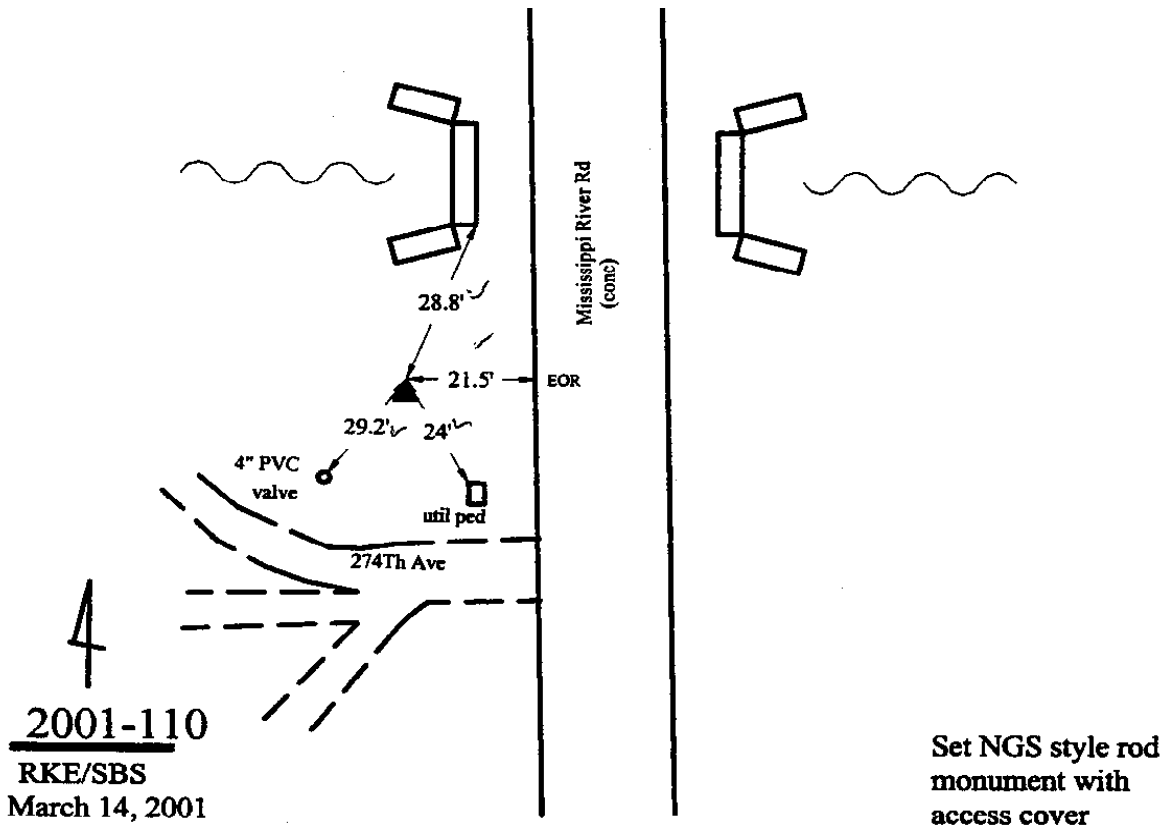 Mississippi River Rd
(conc)
28.8'
21.5'
EOR
29.2'
24'
4" PVC
valve
util ped
274Th Ave
2001-110
RKE/SBS
March 14, 2001
Set NGS style rod
monument with
access cover